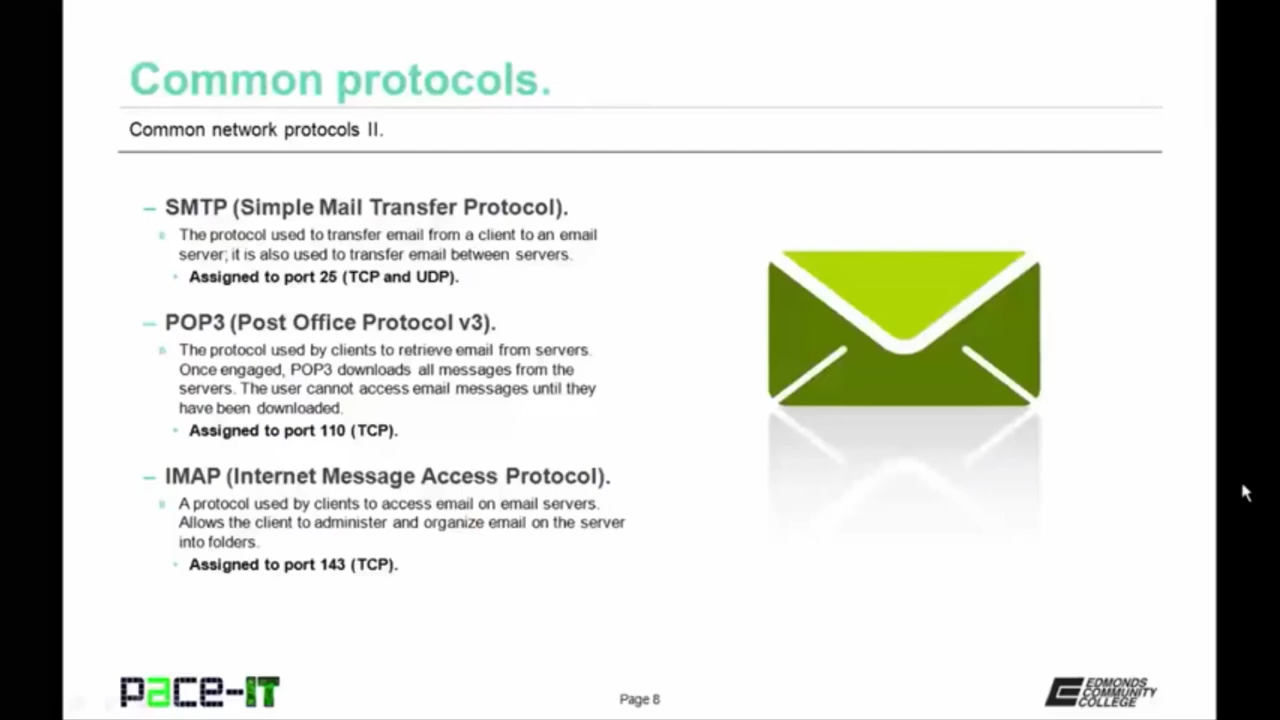 Common protocols.
Common network protocols II.
– SMTP (Simple Mail Transfer Protocol).
The protocol used to transfer email from a client to an email
server; it is also used to transfer email between servers.
Assigned to port 25 (TCP and UDP).
– POP3 (Post Office Protocol v3).
The protocol used by clients to retrieve email from servers.
Once engaged, POP3 downloads all messages from the
servers. The user cannot access email messages until they
have been downloaded.
Assigned to port 110 (TCP).
– IMAP (Internet Message Access Protocol).
A protocol used by clients to access email on email servers.
Allows the client to administer and organize email on the server
into folders.
Assigned to port 143 (TCP).
pace-IT
Page 8
EDMONDS
COMMUNITY
COLLEGE